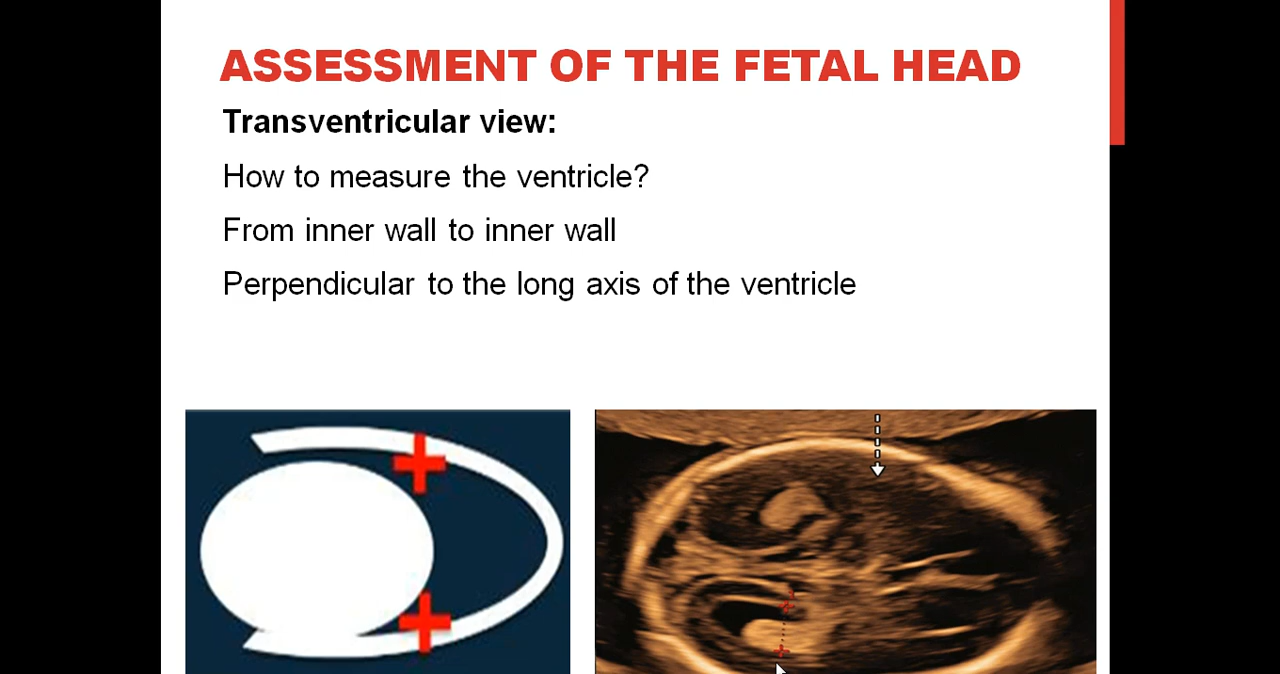 ASSESSMENT OF THE FETAL HEAD
Transventricular view:
How to measure the ventricle?
From inner wall to inner wall
Perpendicular to the long axis of the ventricle